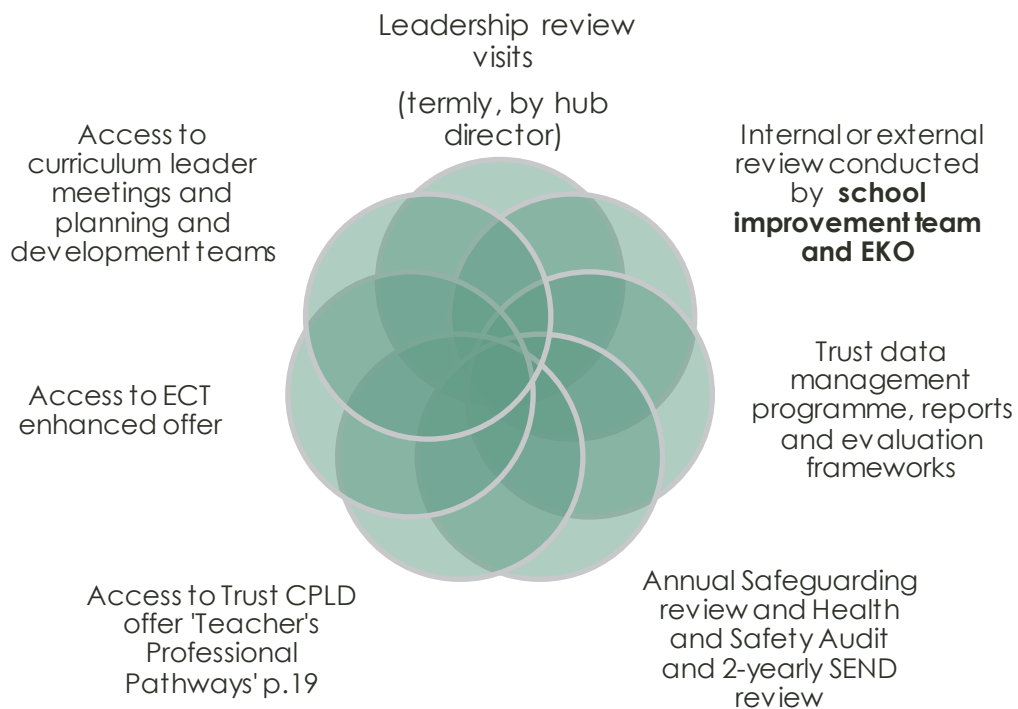 Leadership review
visits
(termly, by hub
director)
Internal or external
review conducted
by school
improvement team
and EKO
Trust data
management
programme, reports
and evaluation
frameworks
Annual Safeguarding
review and Health
and Safety Audit
and 2-yearly SEND
review
Access to Trust CPLD
offer 'Teacher's
Professional
Pathways' p.19
Access to ECT
enhanced offer
Access to
curriculum leader
meetings and
planning and
development teams